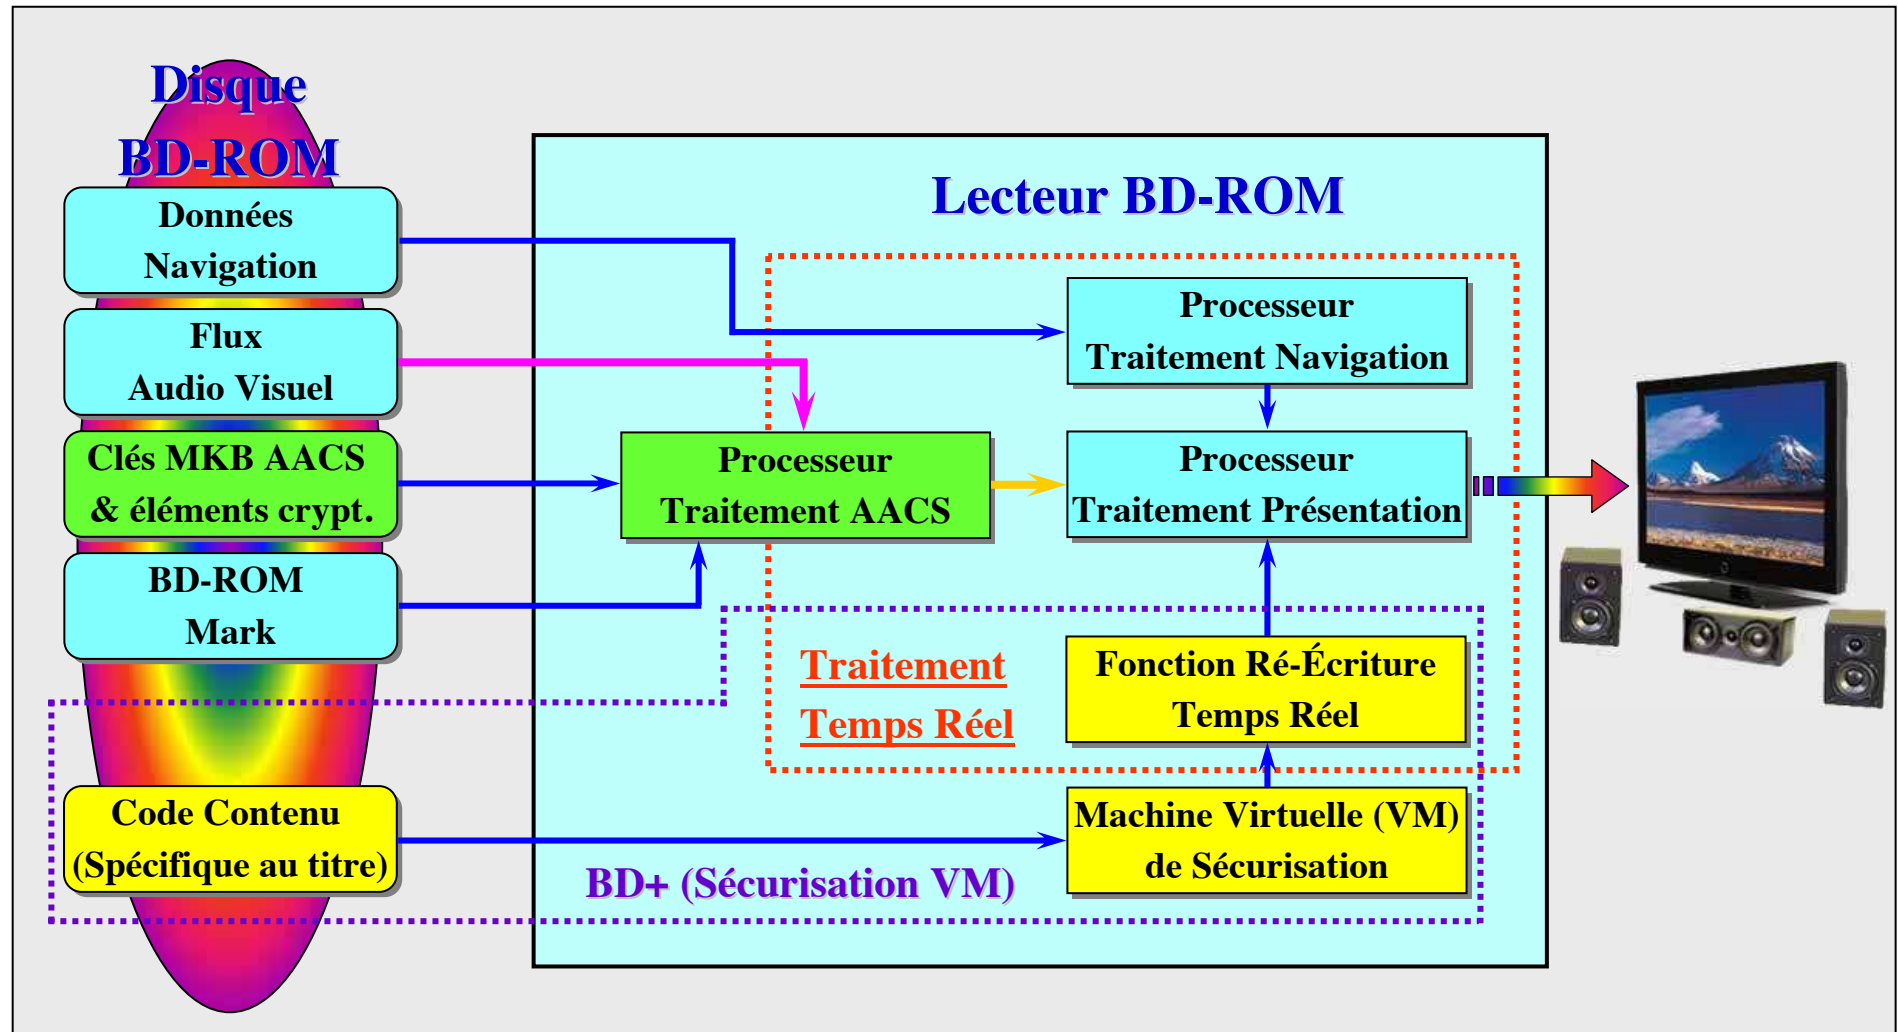 Disque
BD-ROM
Données
Navigation
Flux
Audio Visuel
Clés MKB AACS
& éléments crypt.
BD-ROM
Mark
Code Contenu
(Spécifique au titre)
Lecteur BD-ROM
Processeur
Traitement Navigation
Processeur
Traitement AACS
Processeur
Traitement Présentation
Traitement
Temps Réel
Fonction Ré-Écriture
Temps Réel
Machine Virtuelle (VM)
de Sécurisation
BD+ (Sécurisation VM)